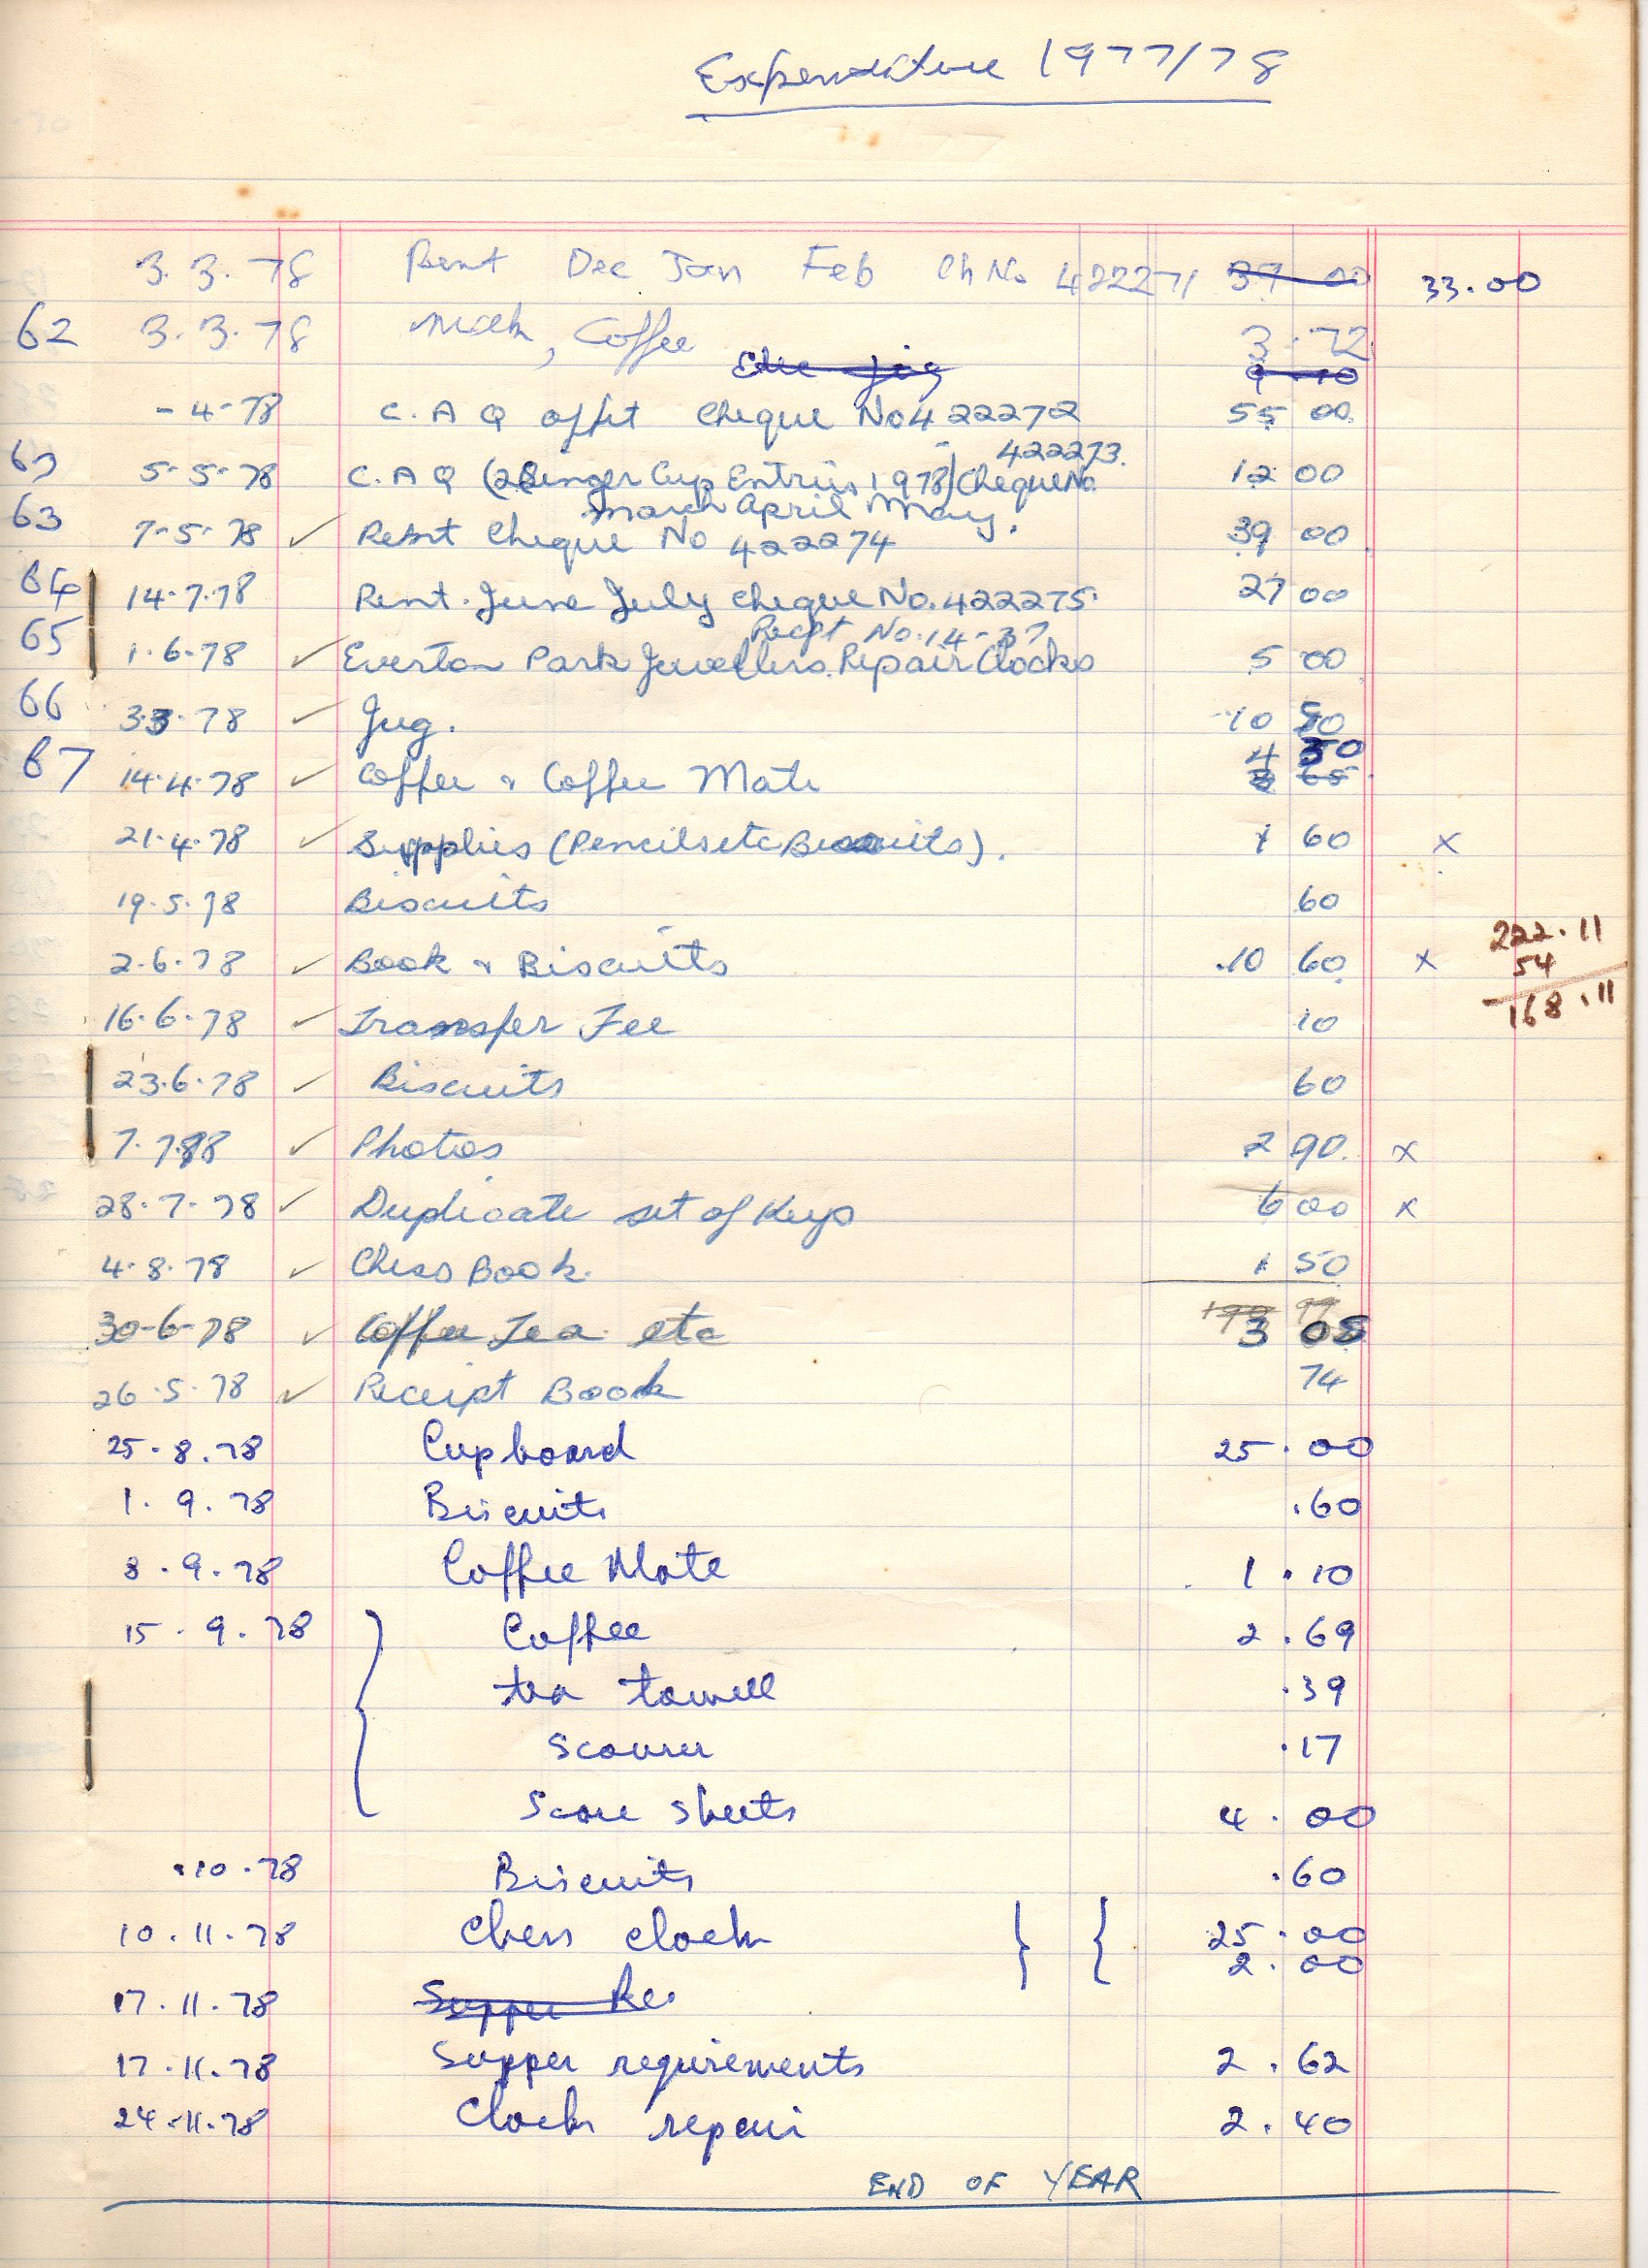 Expenditure 1977/78
3. 3. 78 Rent Dec Jan Feb Ch No 422271 39 00 33.00
62 3. 3. 78 Milk, Coffee 3.72
Elec Jug 9.10
- 4-78 C. A Q affil Cheque No 422272 55 00
422273.
63 5-5-78 C. A Q (2 Singer Cup Entries 1978) Cheque No 12 00
March April May.
63 7-5-78 ✓ Rent Cheque No 422274 39 00
64 14.7.78 Rent. June July Cheque No. 422275 27 00
Recpt No. 14-37
65 1.6.78 ✓ Everton Park Jewellers. Repair Clocks 5 00
66 3.3.78 ✓ Jug. 10 50
4 30
67 14.4.78 ✓ Coffee & Coffee Mate 3 65
21.4.78 ✓ Supplies (Pencils etc Biscuits). 1 60 x
19.5.78 Biscuits 60
222.11
2.6.78 ✓ Book & Biscuits .10 60 x 54
168.11
16.6.78 ✓ Transfer Fee 10
23.6.78 ✓ Biscuits 60
7.7.78 ✓ Photos 2 90. x
28.7.78 ✓ Duplicate set of Keys 6 00 x
4.8.78 ✓ Chess Book. 1 50
30-6-78 ✓ Coffee Tea etc 3 08
26.5.78 ✓ Receipt Book 74
25.8.78 Cupboard 25.00
1.9.78 Biscuits .60
8.9.78 Coffee Mate 1.10
15.9.78 Coffee 2.69
tea towell .39
Scourer .17
Score sheets 4.00
.10.78 Biscuits .60
10.11.78 Chess clock 25.00
2.00
17.11.78 Supper Re
17.11.78 Supper requirements 2.62
24.11.78 Clock repair 2.40
END OF YEAR